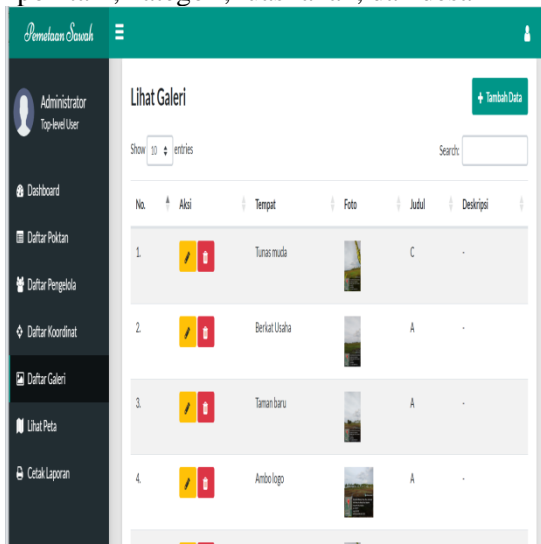 Pemetaan Sawah
Administrator
Top-level User
Dashboard
Daftar Poktan
Daftar Pengelola
Daftar Koordinat
Daftar Galeri
Lihat Peta
Cetak Laporan
Lihat Galeri
+ Tambah Data
Show 10 entries
Search:
No. Aksi Tempat Foto Judul Deskripsi
1. Tunas muda C -
2. Berkat Usaha A -
3. Taman baru A -
4. Ambo logo A -